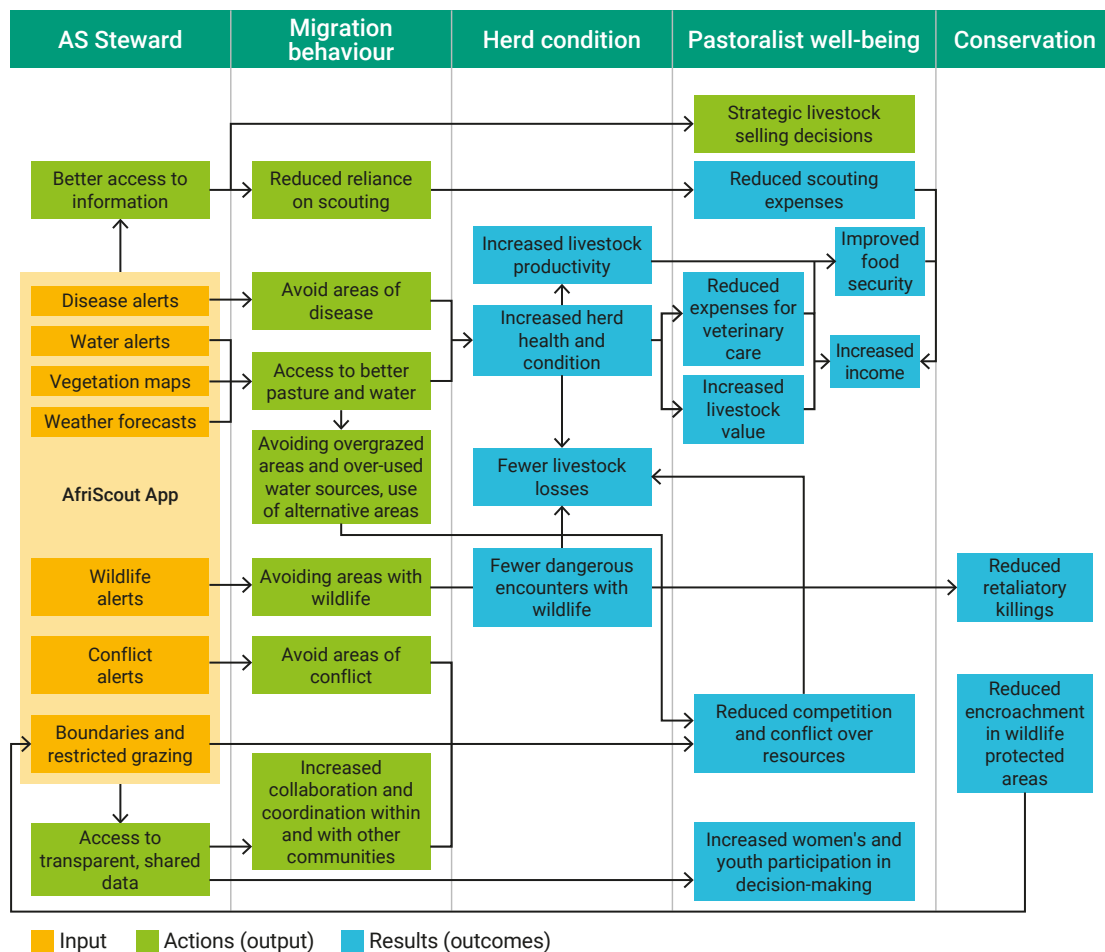 AS Steward
Migration
behaviour
Herd condition
Pastoralist well-being
Conservation
Strategic livestock
selling decisions
Better access to
information
Reduced reliance
on scouting
Reduced scouting
expenses
Increased livestock
productivity
Improved
food
security
Disease alerts
Avoid areas of
disease
Increased herd
health and
condition
Reduced
expenses for
veterinary
care
Increased
income
Water alerts
Vegetation maps
Weather forecasts
Access to better
pasture and water
Increased
livestock
value
Avoiding overgrazed
areas and over-used
water sources, use
of alternative areas
Fewer livestock
losses
AfriScout App
Wildlife
alerts
Avoiding areas with
wildlife
Fewer dangerous
encounters with
wildlife
Reduced
retaliatory
killings
Conflict
alerts
Avoid areas of
conflict
Boundaries and
restricted grazing
Reduced competition
and conflict over
resources
Reduced
encroachment
in wildlife
protected
areas
Increased
collaboration and
coordination within
and with other
communities
Access to
transparent, shared
data
Increased women's and
youth participation in
decision-making
Input
Actions (output)
Results (outcomes)